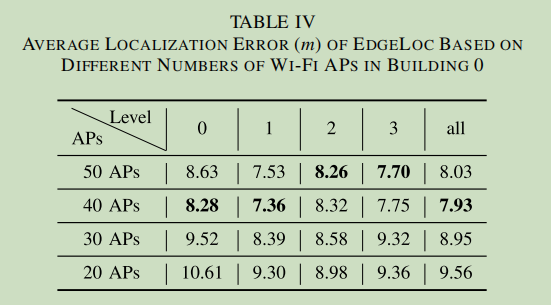 TABLE IV
AVERAGE LOCALIZATION ERROR (m) OF EDGELOC BASED ON
DIFFERENT NUMBERS OF WI-FI APS IN BUILDING 0
Level
APs
0 1 2 3 all
50 APs 8.63 7.53 8.26 7.70 8.03
40 APs 8.28 7.36 8.32 7.75 7.93
30 APs 9.52 8.39 8.58 9.32 8.95
20 APs 10.61 9.30 8.98 9.36 9.56